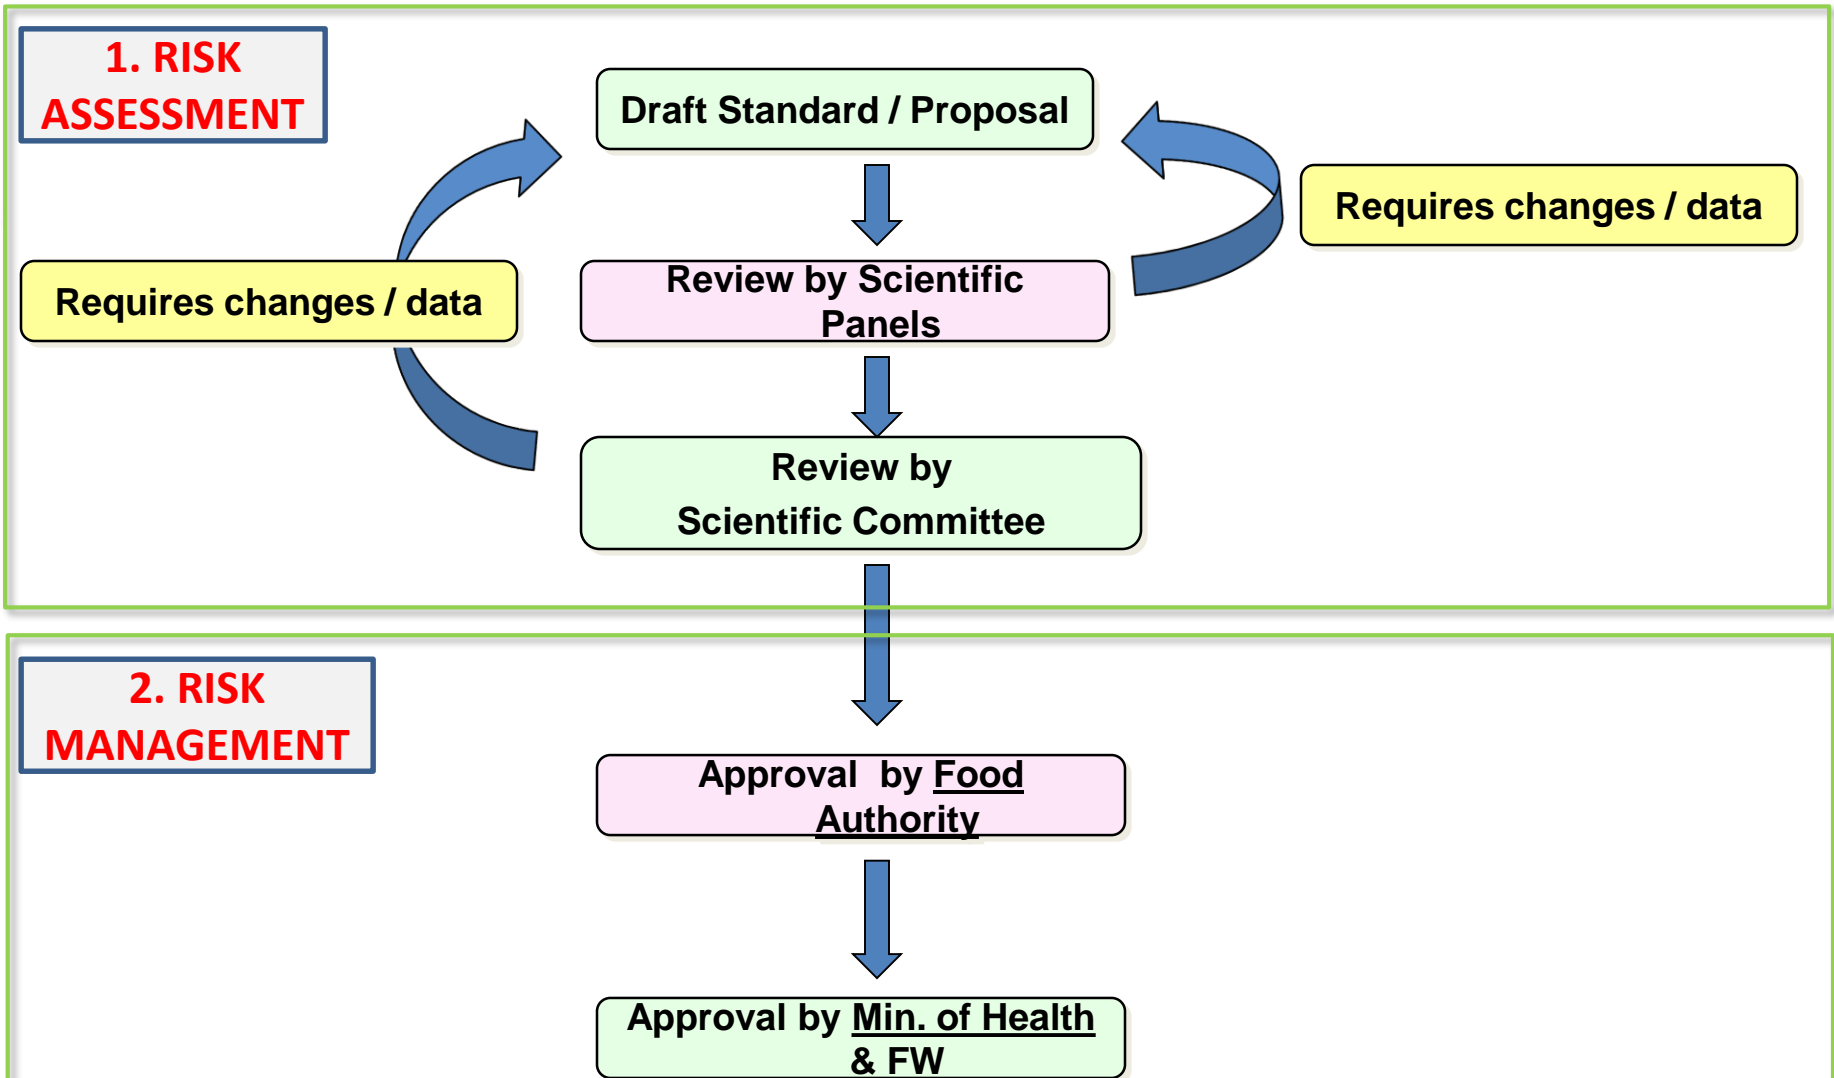 1. RISK
ASSESSMENT
Draft Standard / Proposal
Requires changes / data
Review by Scientific
Panels
Requires changes / data
Review by
Scientific Committee
2. RISK
MANAGEMENT
Approval by Food
Authority
Approval by Min. of Health
& FW